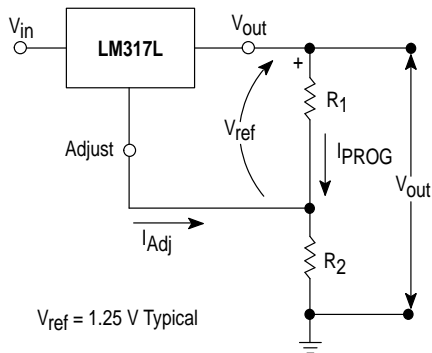 Vin
LM317L
Vout
+
R1
Vref
Adjust
IPROG
Vout
IAdj
R2
Vref = 1.25 V Typical